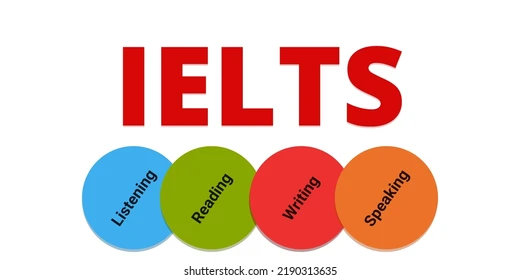 IELTS
Listening
Reading
Writing
Speaking
shutterstock.com · 2190313635